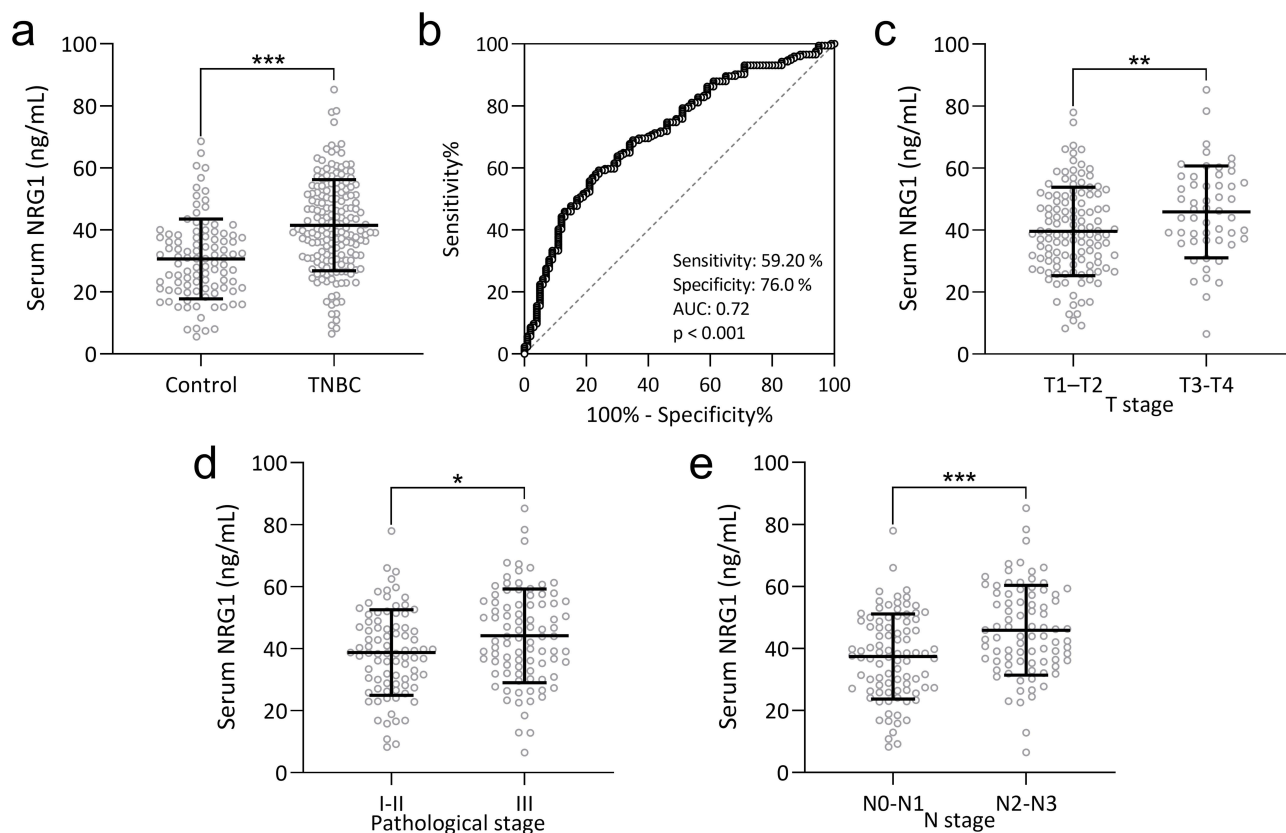 a
100
80
60
40
20
0
Serum NRG1 (ng/mL)
***
Control
TNBC
b
100
80
60
40
20
0
Sensitivity%
Sensitivity: 59.20 %
Specificity: 76.0 %
AUC: 0.72
p < 0.001
0 20 40 60 80 100
100% - Specificity%
c
100
80
60
40
20
0
Serum NRG1 (ng/mL)
**
T1–T2
T3-T4
T stage
d
100
80
60
40
20
0
Serum NRG1 (ng/mL)
*
I-II
III
Pathological stage
e
100
80
60
40
20
0
Serum NRG1 (ng/mL)
***
N0-N1
N2-N3
N stage